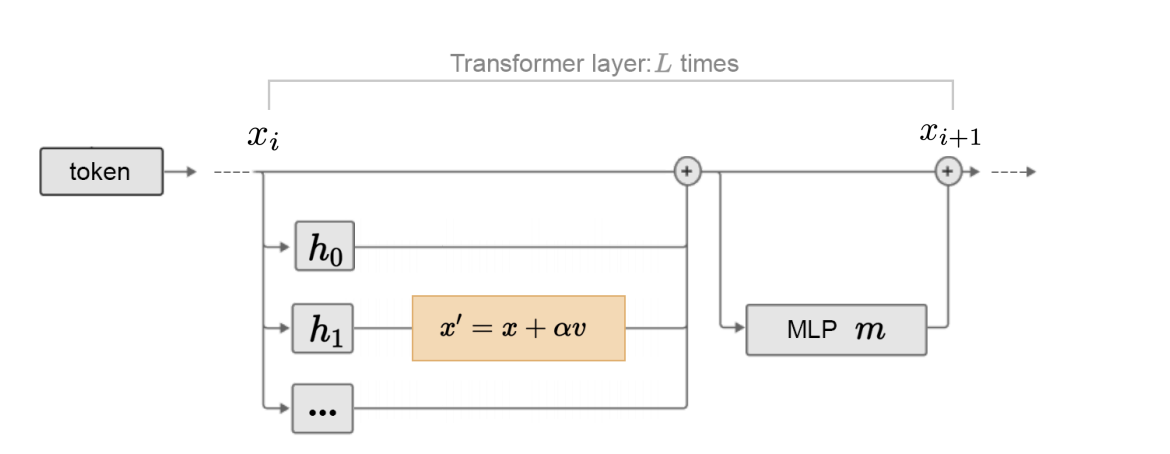 Transformer layer: L times
x_i
x_{i+1}
token
+
+
h_0
h_1
x' = x + αv
MLP m
...